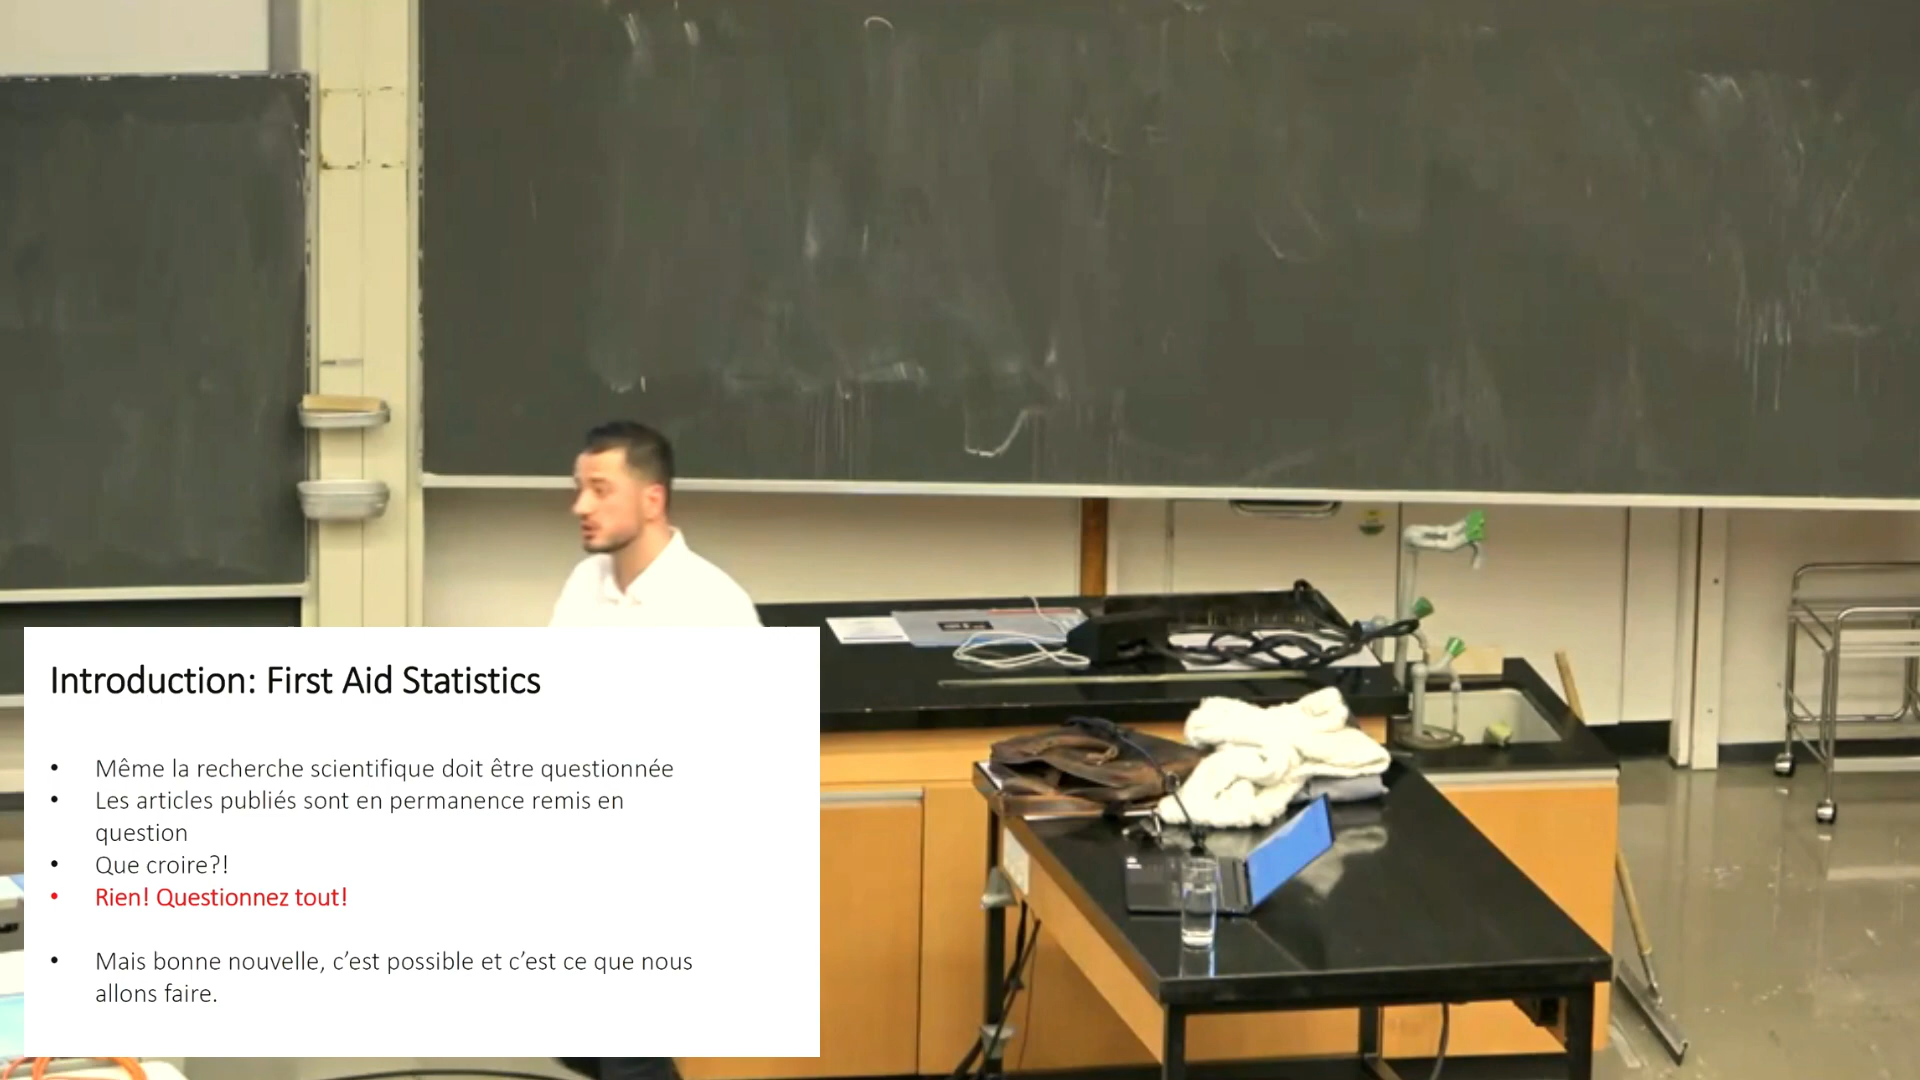 Introduction: First Aid Statistics
• Même la recherche scientifique doit être questionnée
• Les articles publiés sont en permanence remis en
question
• Que croire?!
• Rien! Questionnez tout!
• Mais bonne nouvelle, c’est possible et c’est ce que nous
allons faire.